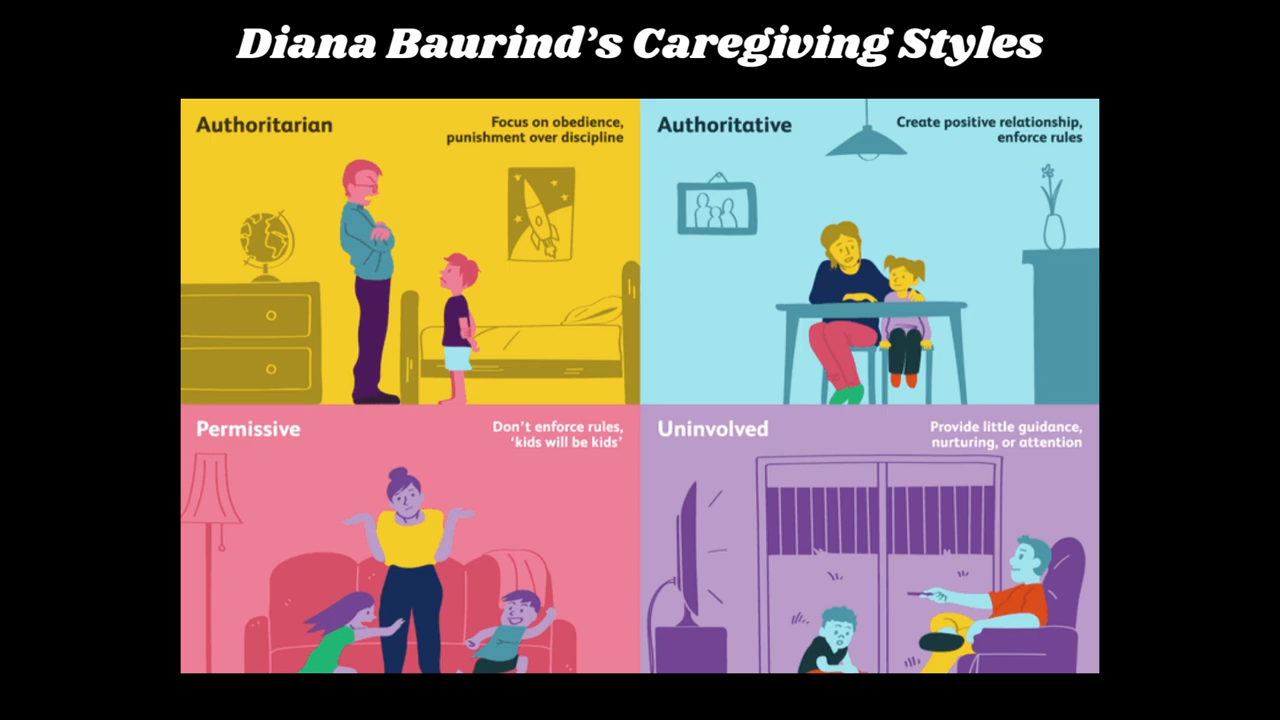 Diana Baurind’s Caregiving Styles
Authoritarian
Focus on obedience,
punishment over discipline
Authoritative
Create positive relationship,
enforce rules
Permissive
Don’t enforce rules,
‘kids will be kids’
Uninvolved
Provide little guidance,
nurturing, or attention